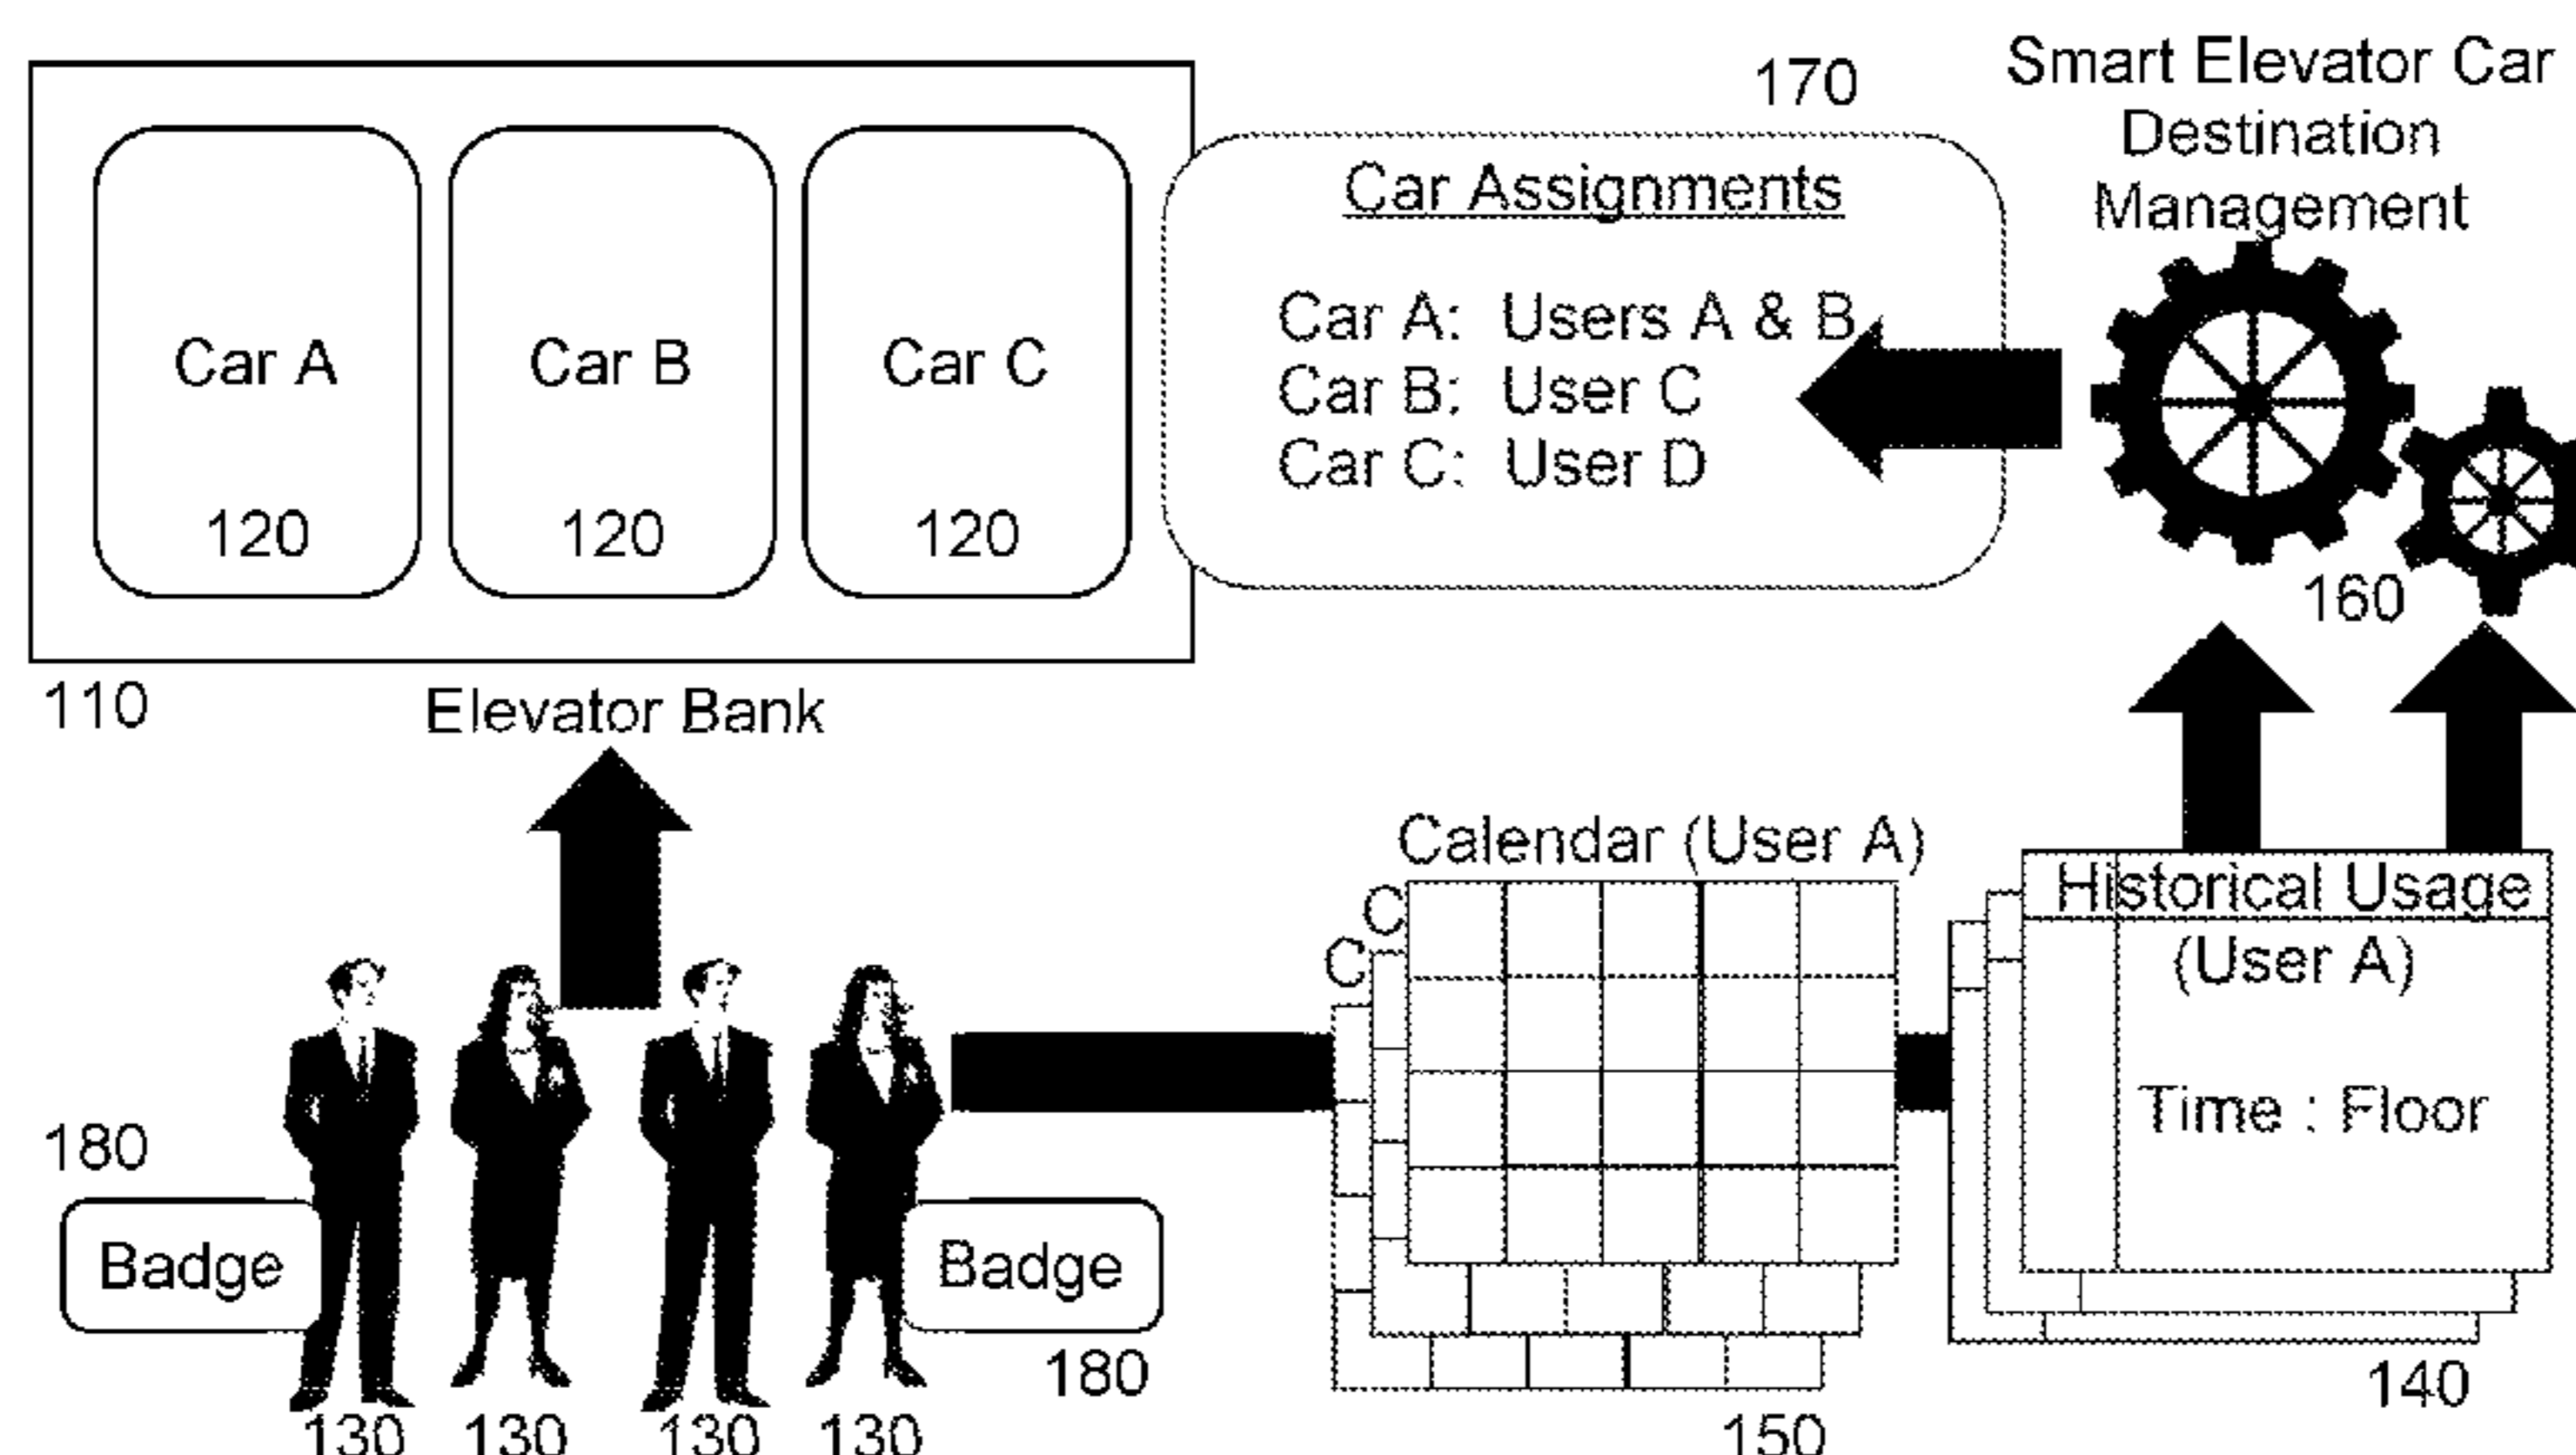 170
Smart Elevator Car
Destination
Management
Car Assignments
Car A: Users A & B
Car B: User C
Car C: User D
Car A
Car B
Car C
120
120
120
160
110
Elevator Bank
Calendar (User A)
C
C
Historical Usage
(User A)
Time : Floor
180
Badge
Badge
180
140
130
130
130
130
150